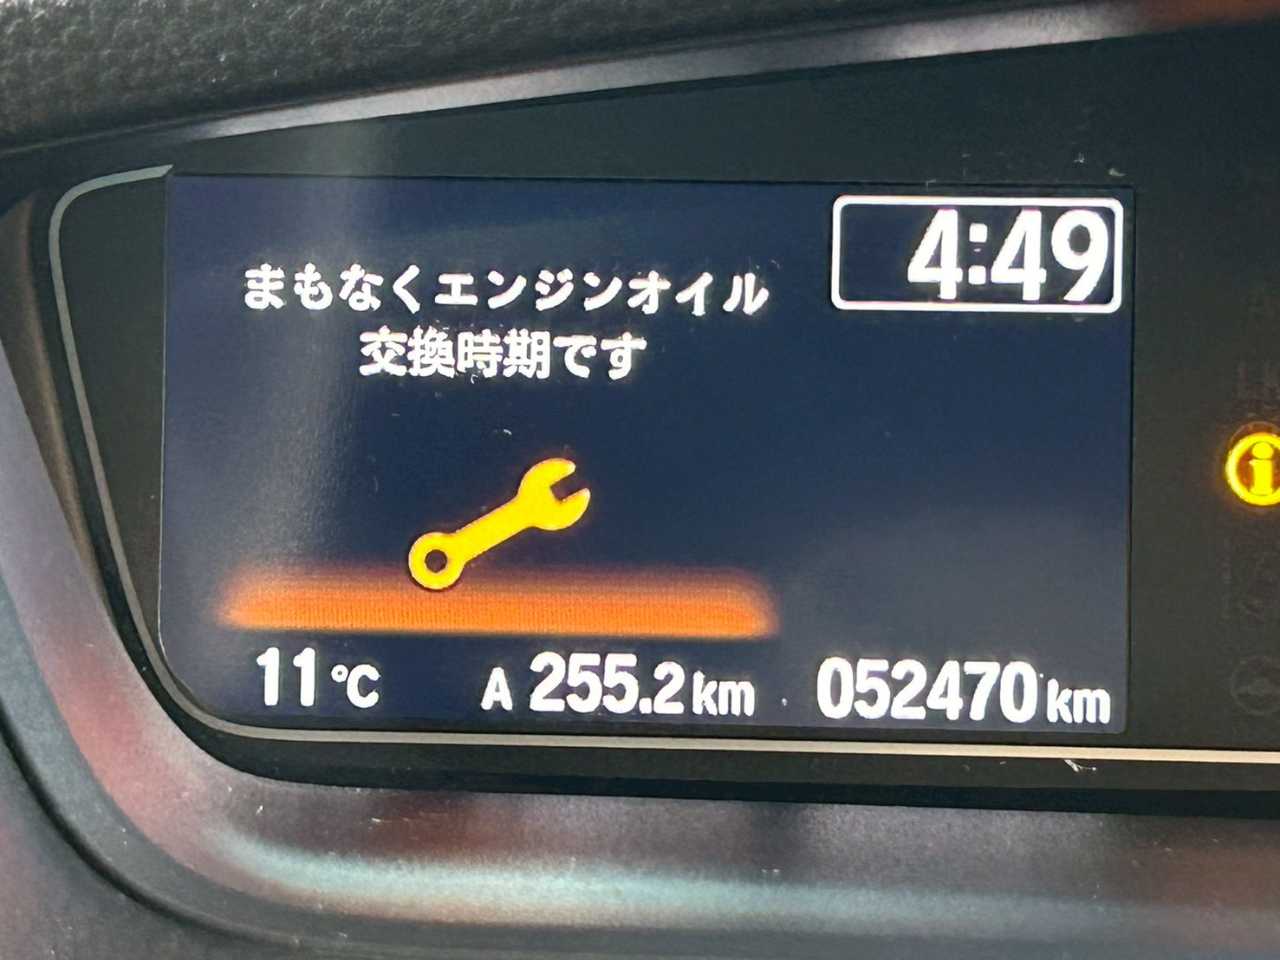 4:49
まもなくエンジンオイル
交換時期です
i
11℃ A 255.2km 052470km